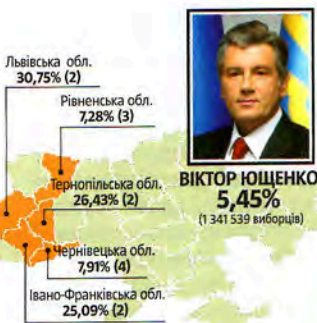 Львівська обл.
30,75% (2)
Рівненська обл.
7,28% (3)
Тернопільська обл.
26,43% (2)
Чернівецька обл.
7,91% (4)
Івано-Франківська обл.
25,09% (2)
ВІКТОР ЮЩЕНКО
5,45%
(1 341 539 виборців)